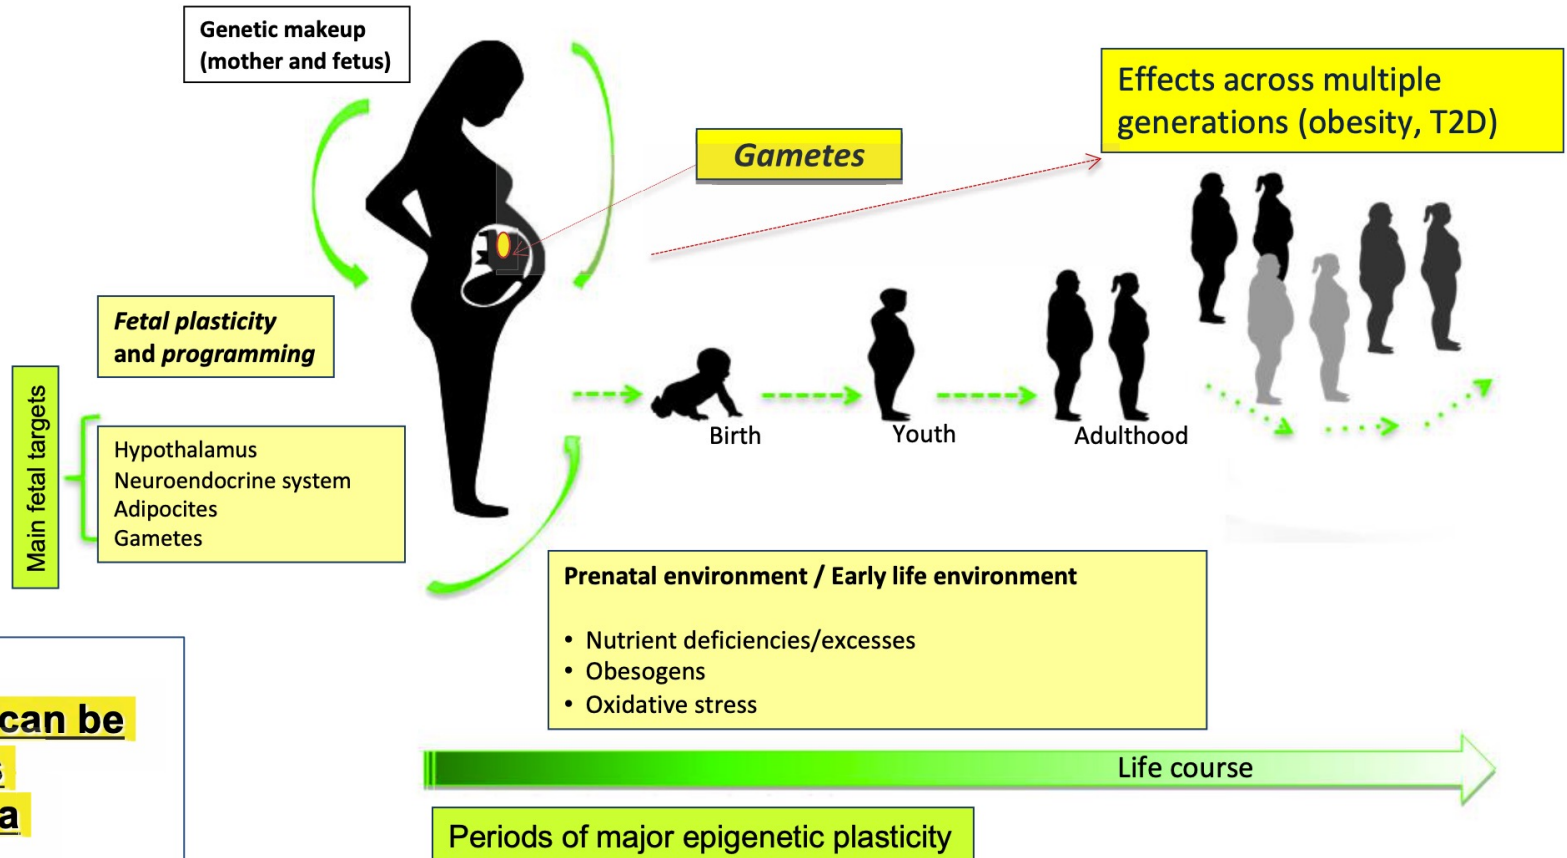 Genetic makeup
(mother and fetus)
Effects across multiple
generations (obesity, T2D)
Gametes
Fetal plasticity
and programming
Main fetal targets
Hypothalamus
Neuroendocrine system
Adipocites
Gametes
Birth
Youth
Adulthood
Prenatal environment / Early life environment
• Nutrient deficiencies/excesses
• Obesogens
• Oxidative stress
can be
s
a
Life course
Periods of major epigenetic plasticity